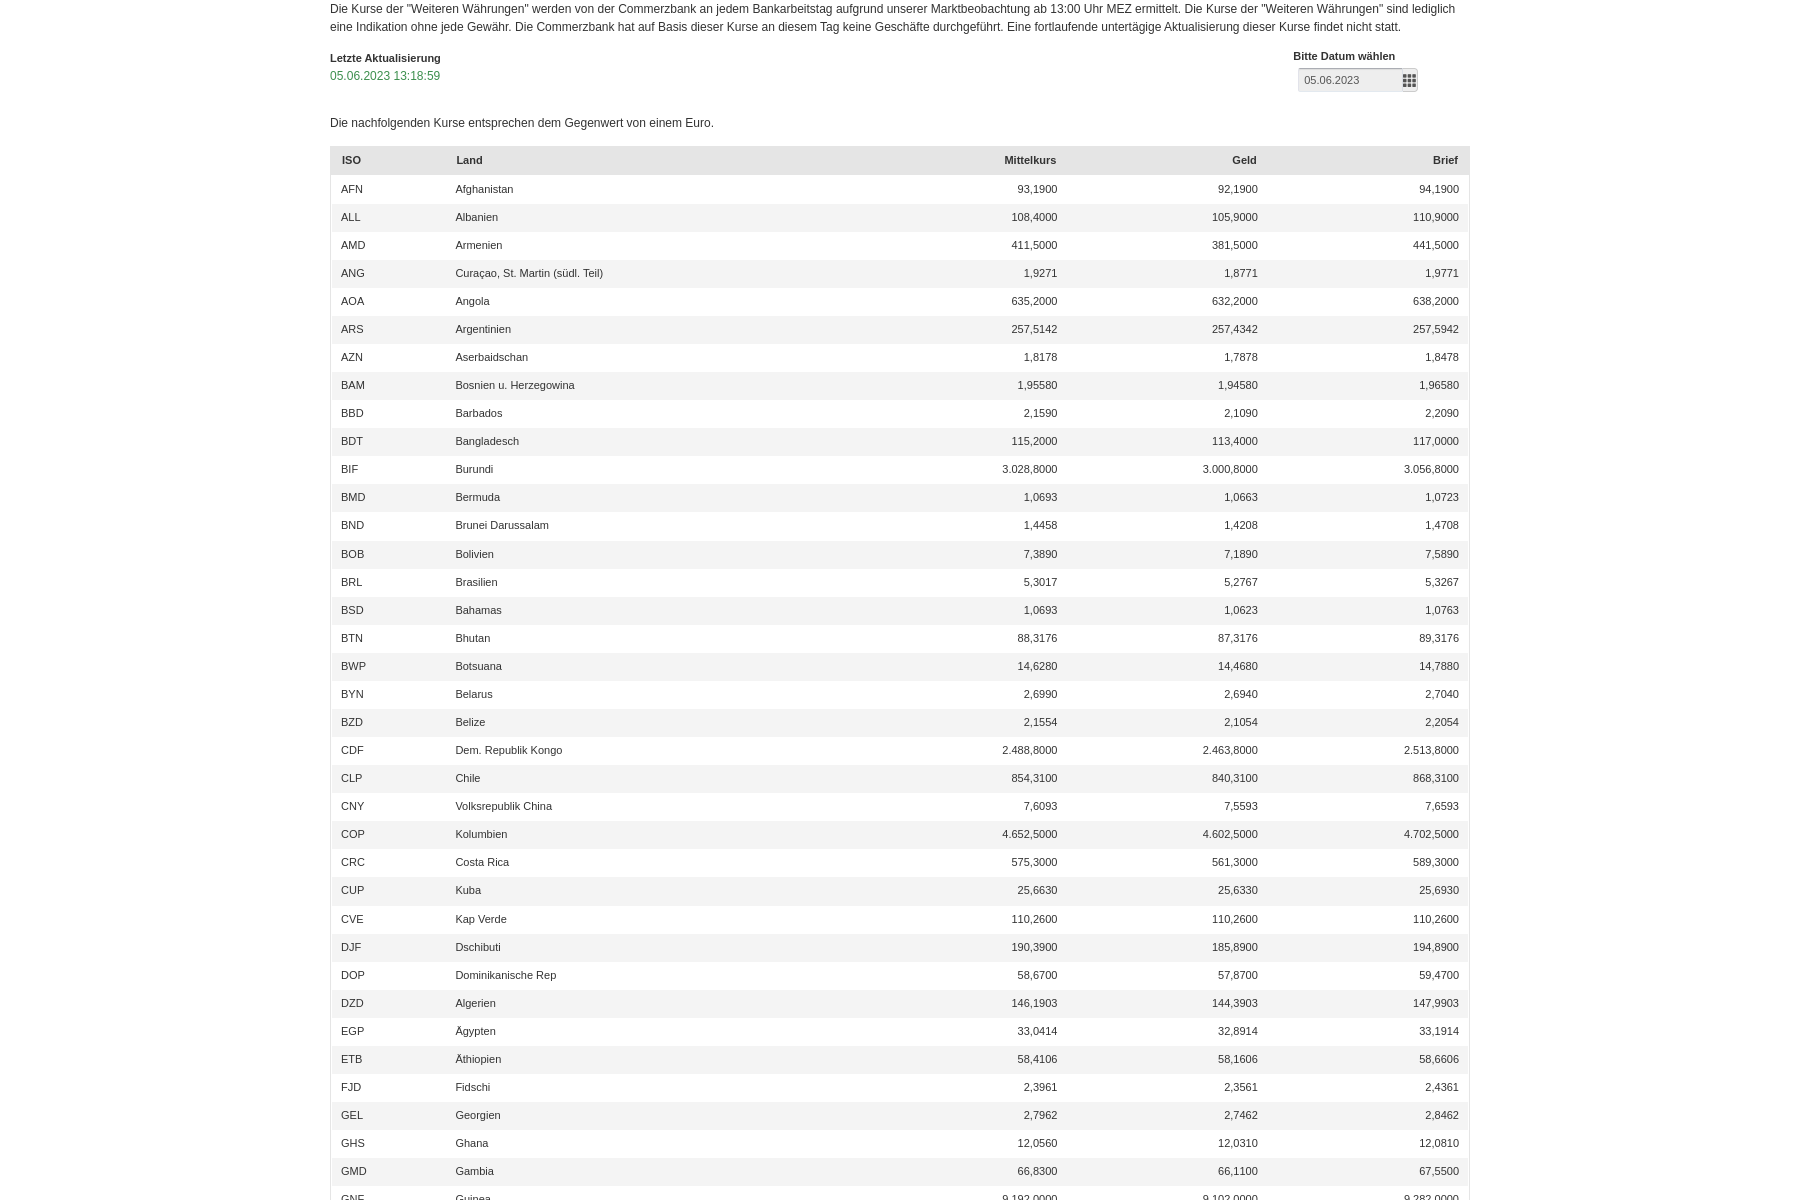 Die Kurse der "Weiteren Währungen" werden von der Commerzbank an jedem Bankarbeitstag aufgrund unserer Marktbeobachtung ab 13:00 Uhr MEZ ermittelt. Die Kurse der "Weiteren Währungen" sind lediglich
eine Indikation ohne jede Gewähr. Die Commerzbank hat auf Basis dieser Kurse an diesem Tag keine Geschäfte durchgeführt. Eine fortlaufende untertägige Aktualisierung dieser Kurse findet nicht statt.
Letzte Aktualisierung
05.06.2023 13:18:59
Bitte Datum wählen
05.06.2023
Die nachfolgenden Kurse entsprechen dem Gegenwert von einem Euro.
ISO Land Mittelkurs Geld Brief
AFN Afghanistan 93,1900 92,1900 94,1900
ALL Albanien 108,4000 105,9000 110,9000
AMD Armenien 411,5000 381,5000 441,5000
ANG Curaçao, St. Martin (südl. Teil) 1,9271 1,8771 1,9771
AOA Angola 635,2000 632,2000 638,2000
ARS Argentinien 257,5142 257,4342 257,5942
AZN Aserbaidschan 1,8178 1,7878 1,8478
BAM Bosnien u. Herzegowina 1,95580 1,94580 1,96580
BBD Barbados 2,1590 2,1090 2,2090
BDT Bangladesch 115,2000 113,4000 117,0000
BIF Burundi 3.028,8000 3.000,8000 3.056,8000
BMD Bermuda 1,0693 1,0663 1,0723
BND Brunei Darussalam 1,4458 1,4208 1,4708
BOB Bolivien 7,3890 7,1890 7,5890
BRL Brasilien 5,3017 5,2767 5,3267
BSD Bahamas 1,0693 1,0623 1,0763
BTN Bhutan 88,3176 87,3176 89,3176
BWP Botsuana 14,6280 14,4680 14,7880
BYN Belarus 2,6990 2,6940 2,7040
BZD Belize 2,1554 2,1054 2,2054
CDF Dem. Republik Kongo 2.488,8000 2.463,8000 2.513,8000
CLP Chile 854,3100 840,3100 868,3100
CNY Volksrepublik China 7,6093 7,5593 7,6593
COP Kolumbien 4.652,5000 4.602,5000 4.702,5000
CRC Costa Rica 575,3000 561,3000 589,3000
CUP Kuba 25,6630 25,6330 25,6930
CVE Kap Verde 110,2600 110,2600 110,2600
DJF Dschibuti 190,3900 185,8900 194,8900
DOP Dominikanische Rep 58,6700 57,8700 59,4700
DZD Algerien 146,1903 144,3903 147,9903
EGP Ägypten 33,0414 32,8914 33,1914
ETB Äthiopien 58,4106 58,1606 58,6606
FJD Fidschi 2,3961 2,3561 2,4361
GEL Georgien 2,7962 2,7462 2,8462
GHS Ghana 12,0560 12,0310 12,0810
GMD Gambia 66,8300 66,1100 67,5500
GNF Guinea 9.192,0000 9.102,0000 9.282,0000